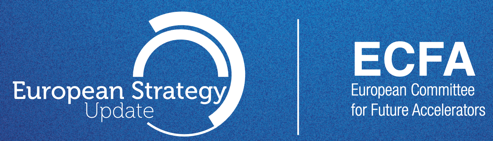 European Strategy
Update
ECFA
European Committee
for Future Accelerators